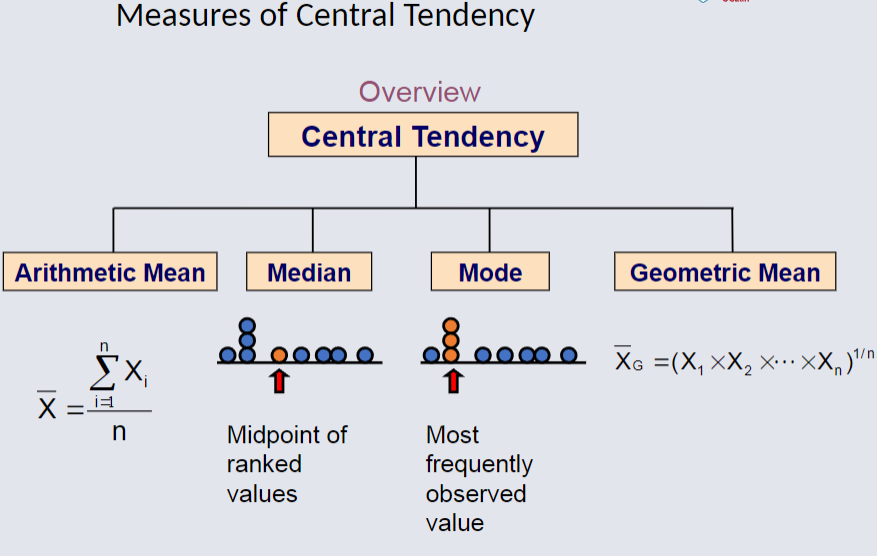 Measures of Central Tendency
Overview
Central Tendency
Arithmetic Mean
Median
Mode
Geometric Mean
X̄ = ∑ᵢ₌₁ⁿ Xᵢ / n
Midpoint of
ranked
values
Most
frequently
observed
value
X̄G = (X₁ × X₂ × ⋯ × Xₙ)^1/n